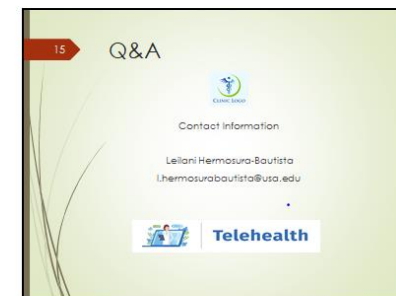 15
Q&A
CLINIC LOGO
Contact Information
Leilani Hermosura-Bautista
l.hermosurabautista@usa.edu
Telehealth